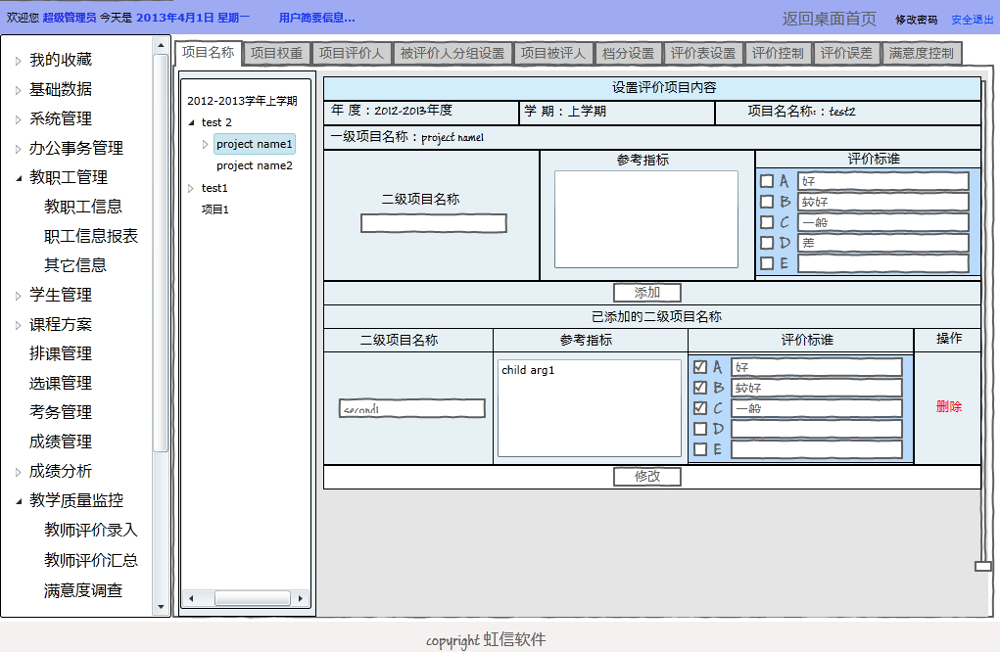 欢迎您 超级管理员 今天是 2013年4月1日 星期一 用户简要信息... 返回桌面首页 修改密码 安全退出
我的收藏
基础数据
系统管理
办公事务管理
教职工管理
教职工信息
职工信息报表
其它信息
学生管理
课程方案
排课管理
选课管理
考务管理
成绩管理
成绩分析
教学质量监控
教师评价录入
教师评价汇总
满意度调查
项目名称 项目权重 项目评价人 被评价人分组设置 项目被评人 档分设置 评价表设置 评价控制 评价误差 满意度控制
2012-2013学年上学期
test 2
project name1
project name2
test1
项目1
设置评价项目内容
年 度：2012-2013年度 学 期：上学期 项目名名称:：test2
一级项目名称：project name1
二级项目名称 参考指标 评价标谁
A 好
B 较好
C 一般
D 差
E
添加
已添加的二级项目名称
二级项目名称 参考指标 评价标谁 操作
second1 child arg1 删除
A 好
B 较好
C 一般
D
E
修改
copyright 虹信软件